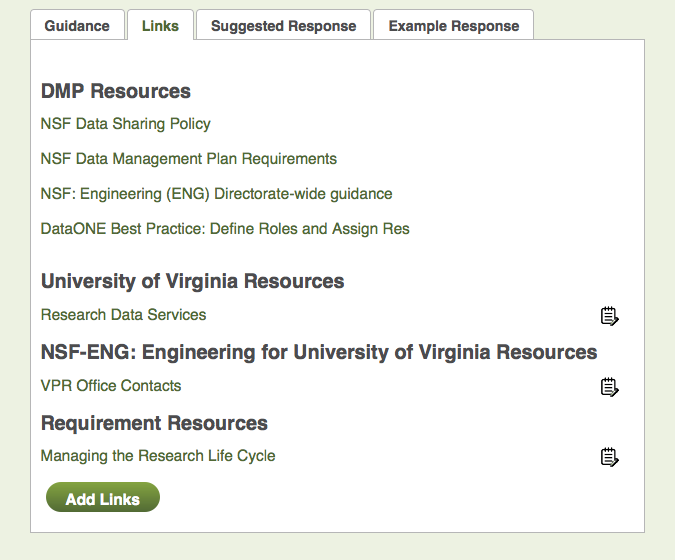 Guidance
Links
Suggested Response
Example Response
DMP Resources
NSF Data Sharing Policy
NSF Data Management Plan Requirements
NSF: Engineering (ENG) Directorate-wide guidance
DataONE Best Practice: Define Roles and Assign Res
University of Virginia Resources
Research Data Services
NSF-ENG: Engineering for University of Virginia Resources
VPR Office Contacts
Requirement Resources
Managing the Research Life Cycle
Add Links